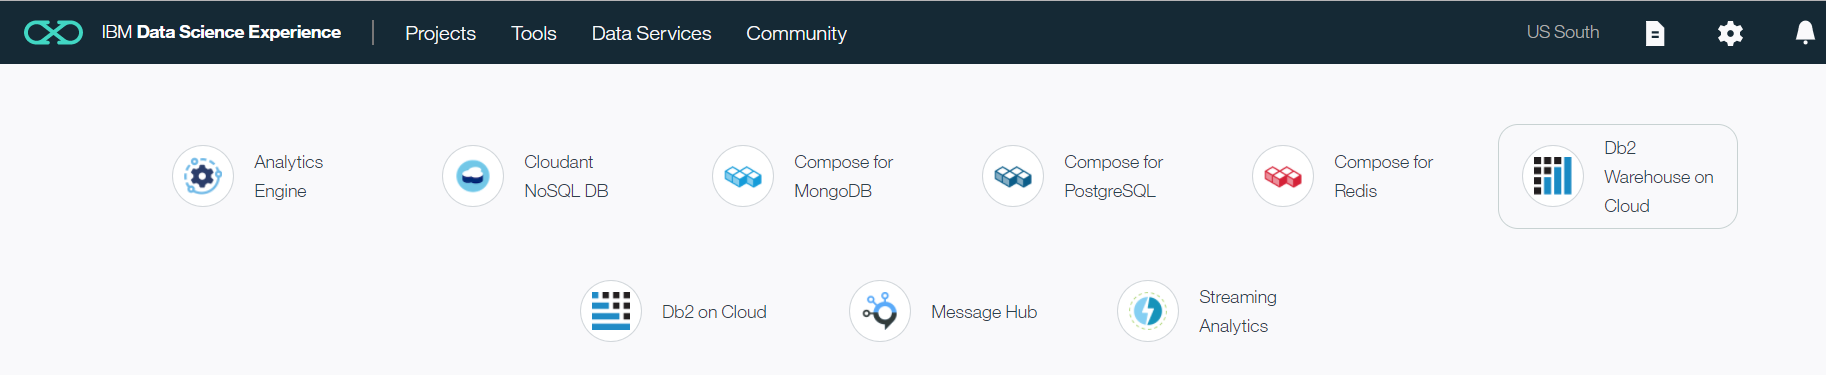 IBM Data Science Experience Projects Tools Data Services Community US South
Analytics
Engine
Cloudant
NoSQL DB
Compose for
MongoDB
Compose for
PostgreSQL
Compose for
Redis
Db2
Warehouse on
Cloud
Db2 on Cloud
Message Hub
Streaming
Analytics